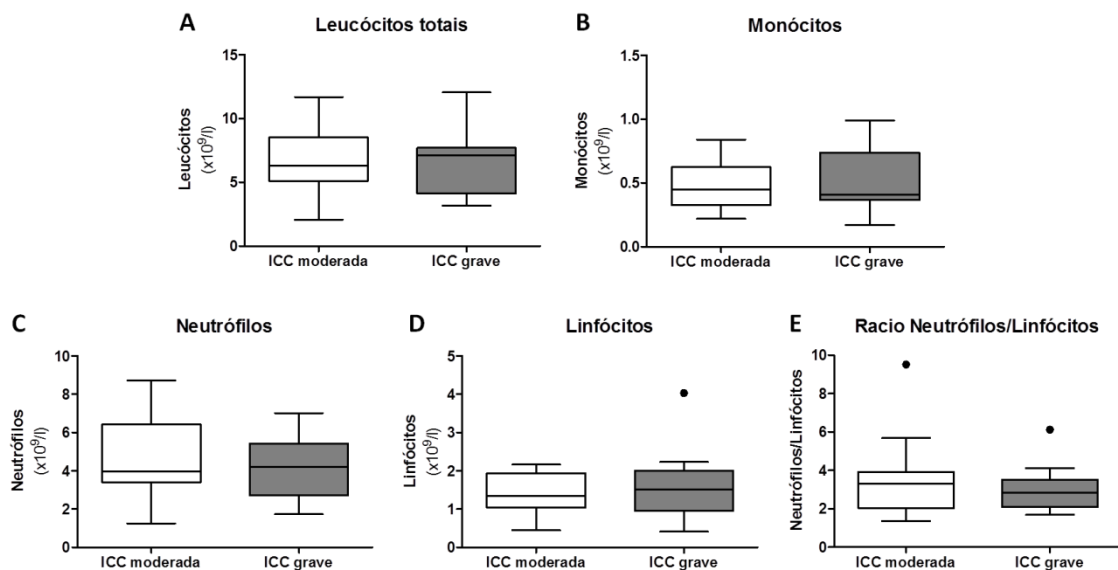 A
Leucócitos totais
Leucócitos
(x10⁹/l)
15
10
5
0
ICC moderada
ICC grave
B
Monócitos
Monócitos
(x10⁹/l)
1.5
1.0
0.5
0.0
ICC moderada
ICC grave
C
Neutrófilos
Neutrófilos
(x10⁹/l)
10
8
6
4
2
0
ICC moderada
ICC grave
D
Linfócitos
Linfócitos
(x10⁹/l)
5
4
3
2
1
0
ICC moderada
ICC grave
E
Racio Neutrófilos/Linfócitos
Neutrófilos/Linfócitos
10
8
6
4
2
0
ICC moderada
ICC grave